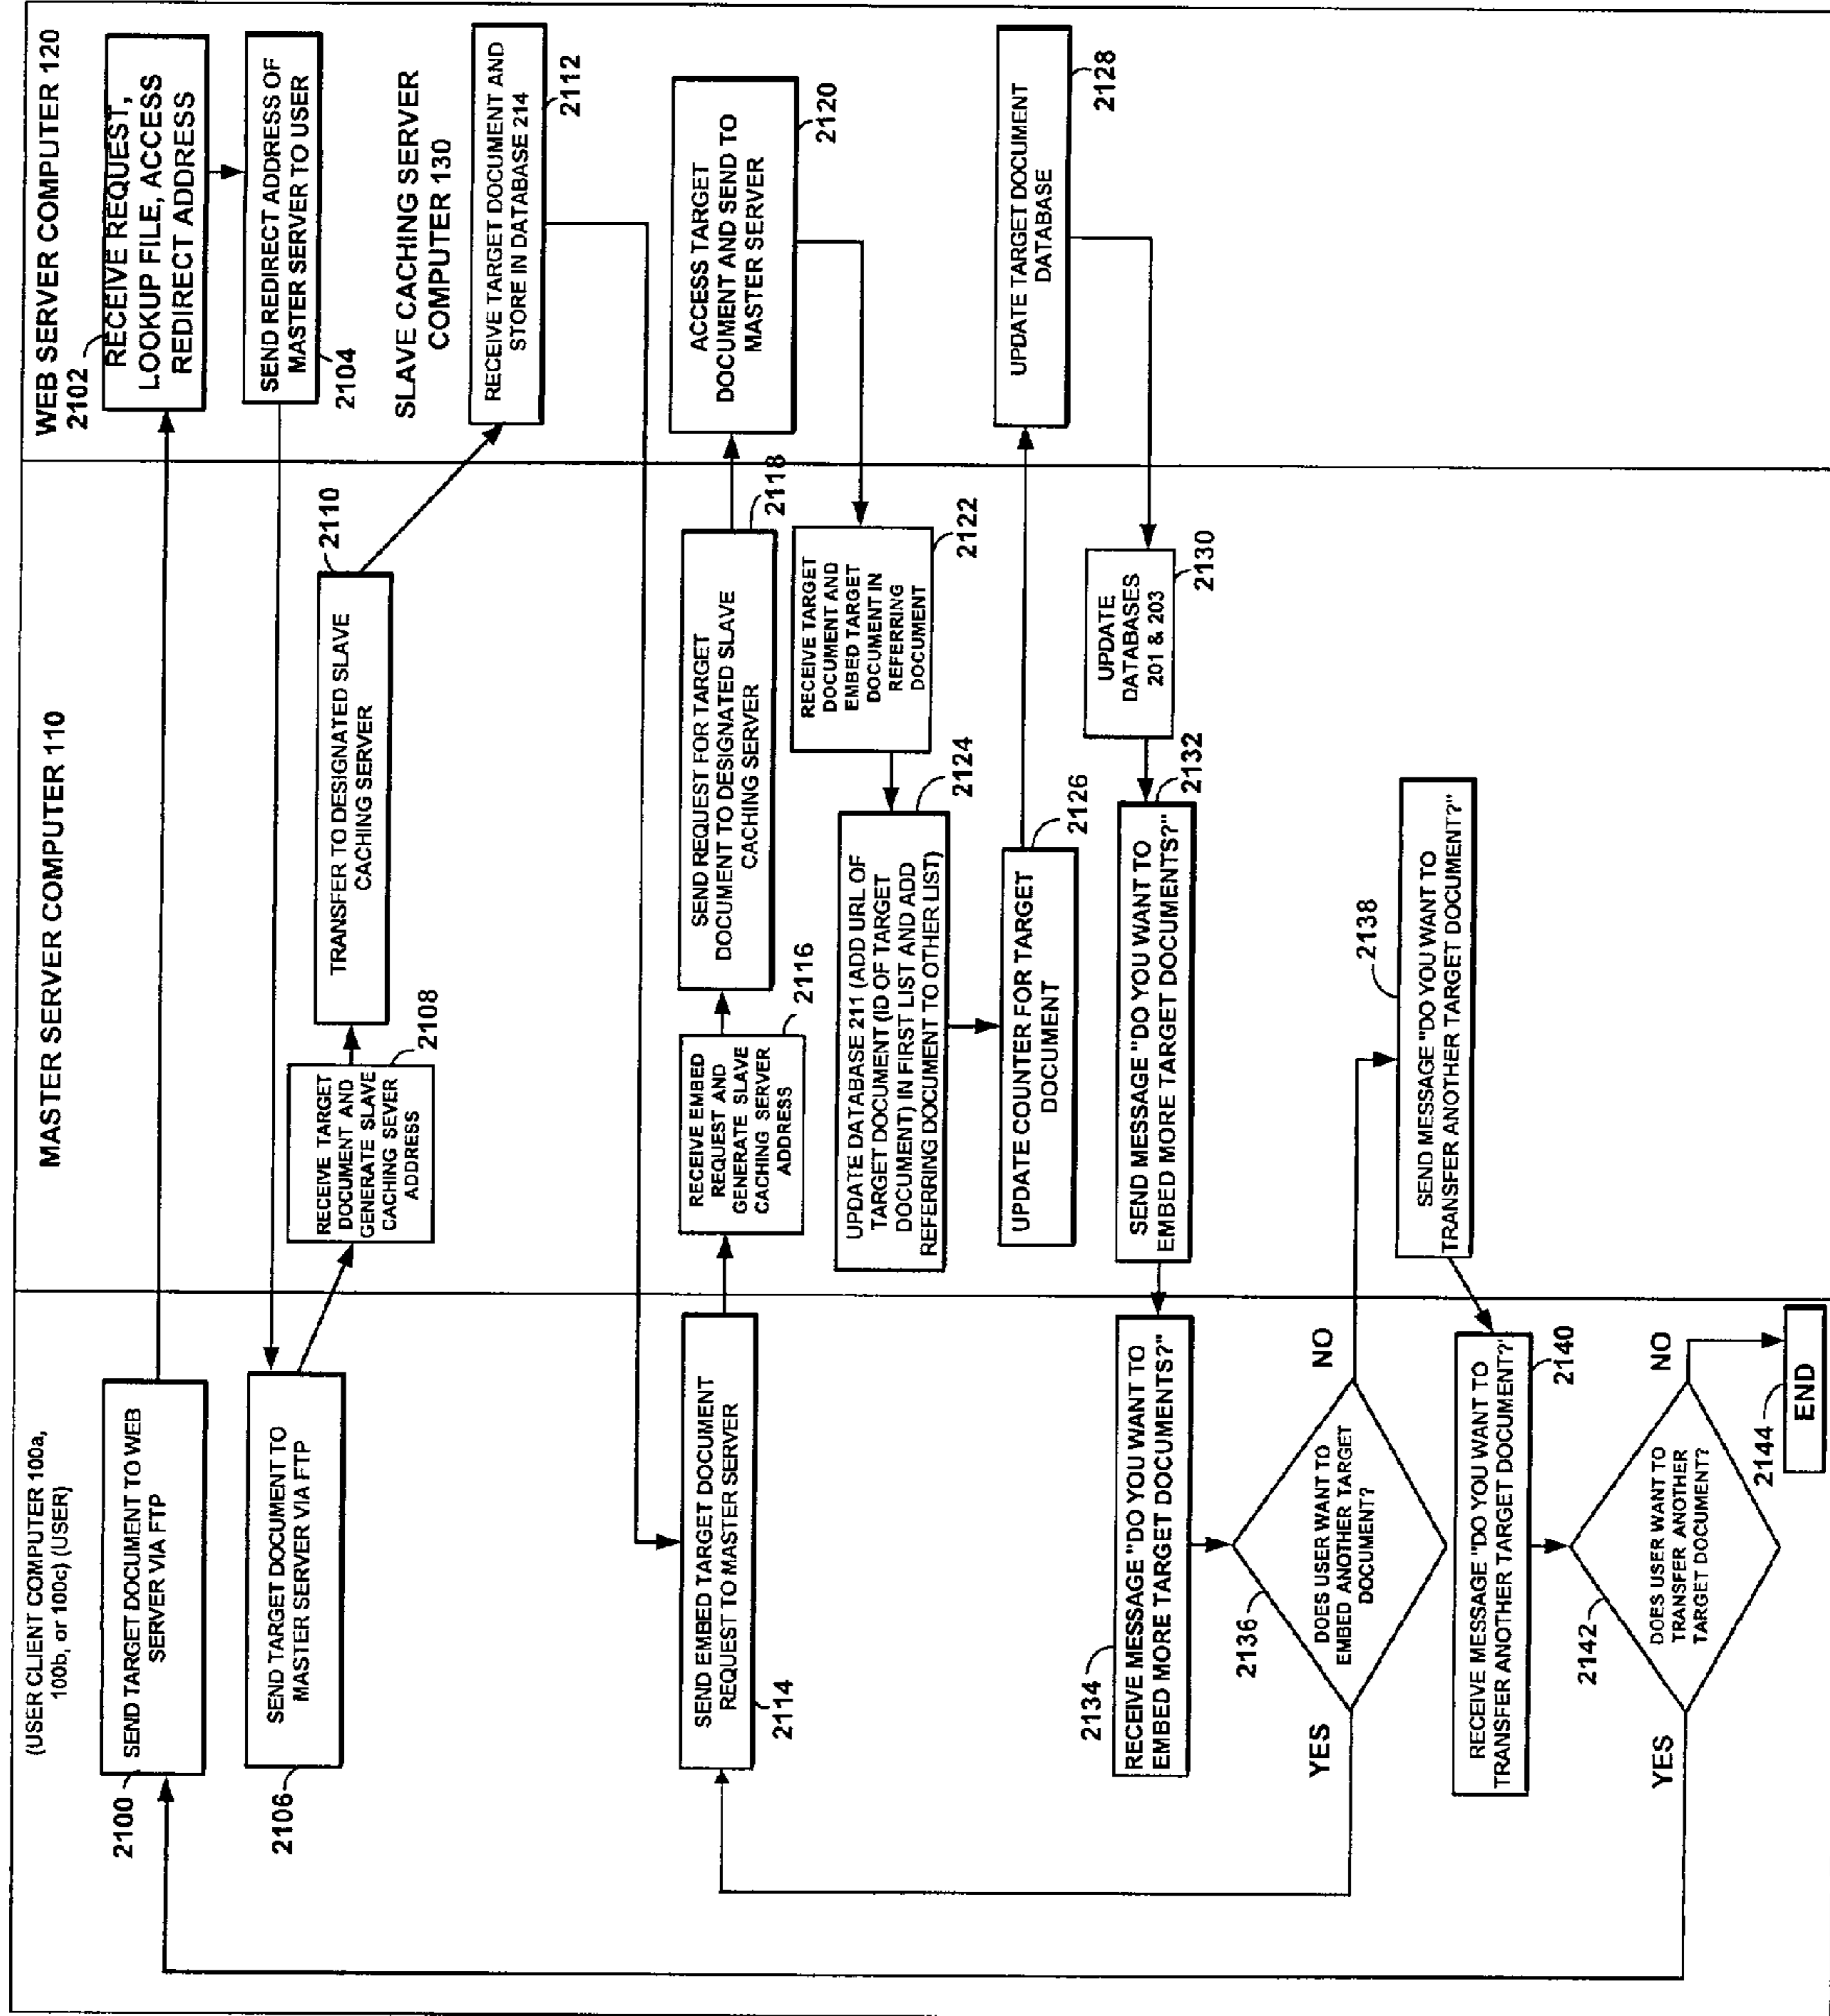 (USER CLIENT COMPUTER 100a,
100b, or 100c) (USER)
MASTER SERVER COMPUTER 110
WEB SERVER COMPUTER 120
2100
SEND TARGET DOCUMENT TO WEB
SERVER VIA FTP
2102
RECEIVE REQUEST,
LOOKUP FILE, ACCESS
REDIRECT ADDRESS
SEND REDIRECT ADDRESS OF
MASTER SERVER TO USER
2104
2106
SEND TARGET DOCUMENT TO
MASTER SERVER VIA FTP
RECEIVE TARGET
DOCUMENT AND
GENERATE SLAVE
CACHING SEVER
ADDRESS
2108
TRANSFER TO DESIGNATED SLAVE
CACHING SERVER
2110
SLAVE CACHING SERVER
COMPUTER 130
RECEIVE TARGET DOCUMENT AND
STORE IN DATABASE 214
2112
SEND EMBED TARGET DOCUMENT
REQUEST TO MASTER SERVER
2114
RECEIVE EMBED
REQUEST AND
GENERATE SLAVE
CACHING SERVER
ADDRESS
2116
SEND REQUEST FOR TARGET
DOCUMENT TO DESIGNATED SLAVE
CACHING SERVER
2118
ACCESS TARGET
DOCUMENT AND SEND TO
MASTER SERVER
2120
RECEIVE TARGET
DOCUMENT AND
EMBED TARGET
DOCUMENT IN
REFERRING
DOCUMENT
2122
UPDATE DATABASE 211 (ADD URL OF
TARGET DOCUMENT (ID OF TARGET
DOCUMENT) IN FIRST LIST AND ADD
REFERRING DOCUMENT TO OTHER LIST)
2124
UPDATE COUNTER FOR TARGET
DOCUMENT
2126
UPDATE TARGET DOCUMENT
DATABASE
2128
UPDATE
DATABASES
201 & 203
2130
SEND MESSAGE "DO YOU WANT TO
EMBED MORE TARGET DOCUMENTS?"
2132
2134
RECEIVE MESSAGE "DO YOU WANT TO
EMBED MORE TARGET DOCUMENTS?"
2136
DOES USER WANT TO
EMBED ANOTHER TARGET
DOCUMENT?
YES
NO
2138
SEND MESSAGE "DO YOU WANT TO
TRANSFER ANOTHER TARGET DOCUMENT?"
RECEIVE MESSAGE "DO YOU WANT TO
TRANSFER ANOTHER TARGET DOCUMENT?"
2140
2142
DOES USER WANT TO
TRANSFER ANOTHER
TARGET DOCUMENT?
YES
NO
2144
END